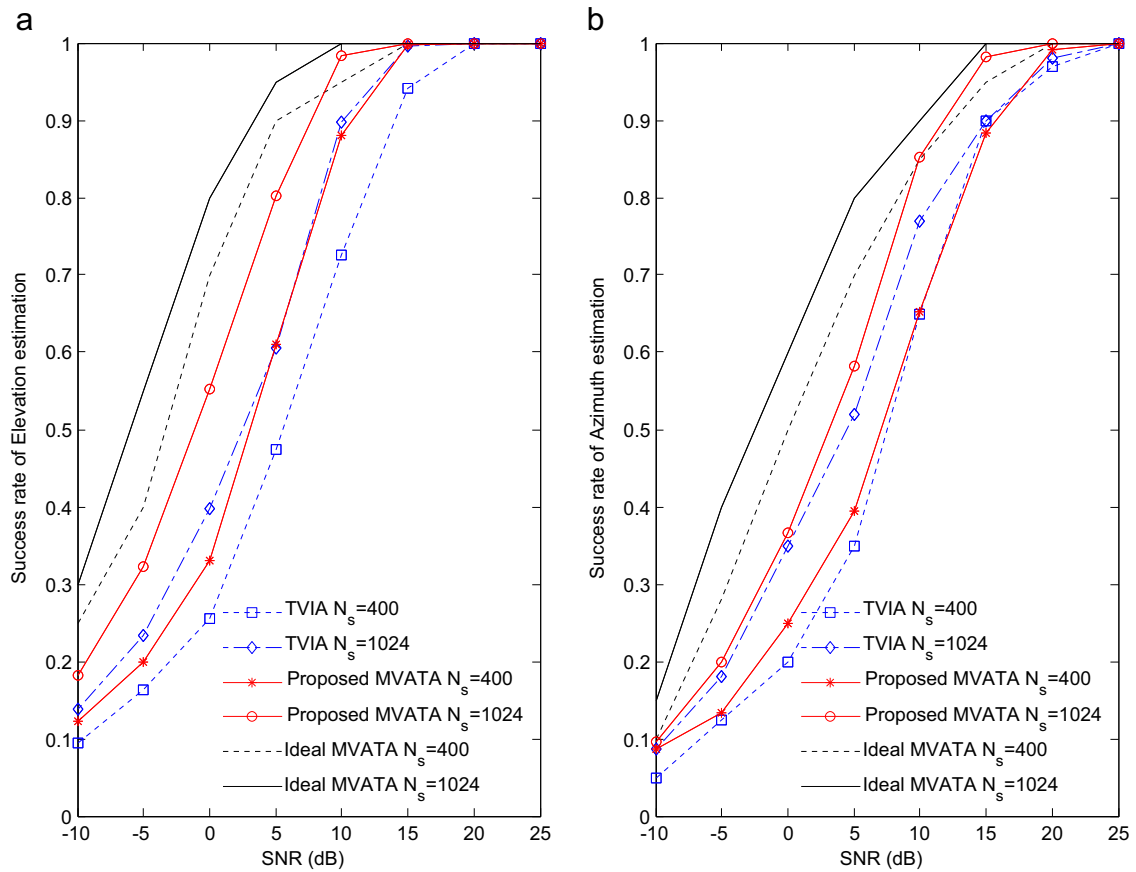 a
Success rate of Elevation estimation
1
0.9
0.8
0.7
0.6
0.5
0.4
0.3
0.2
0.1
0
-10 -5 0 5 10 15 20 25
SNR (dB)
TVIA N_s=400
TVIA N_s=1024
Proposed MVATA N_s=400
Proposed MVATA N_s=1024
Ideal MVATA N_s=400
Ideal MVATA N_s=1024
b
Success rate of Azimuth estimation
1
0.9
0.8
0.7
0.6
0.5
0.4
0.3
0.2
0.1
0
-10 -5 0 5 10 15 20 25
SNR (dB)
TVIA N_s=400
TVIA N_s=1024
Proposed MVATA N_s=400
Proposed MVATA N_s=1024
Ideal MVATA N_s=400
Ideal MVATA N_s=1024